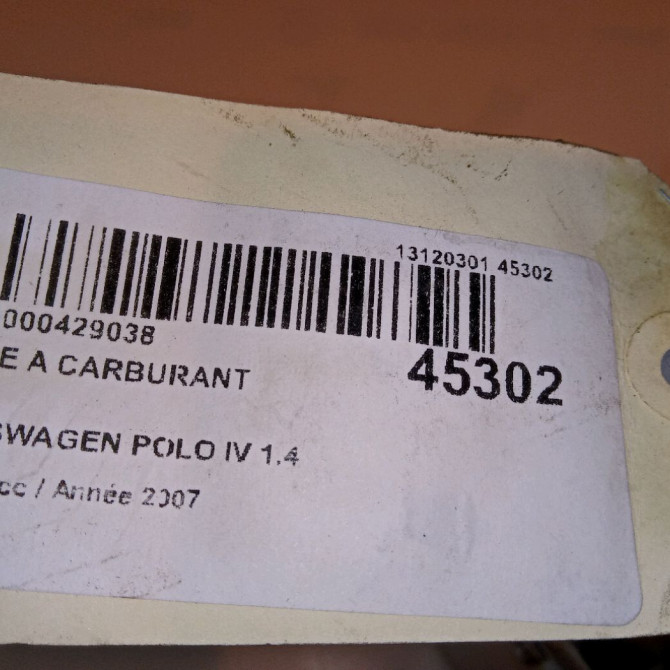 13120301 45302
000429038
E A CARBURANT
45302
SWAGEN POLO IV 1.4
cc / Année 2007